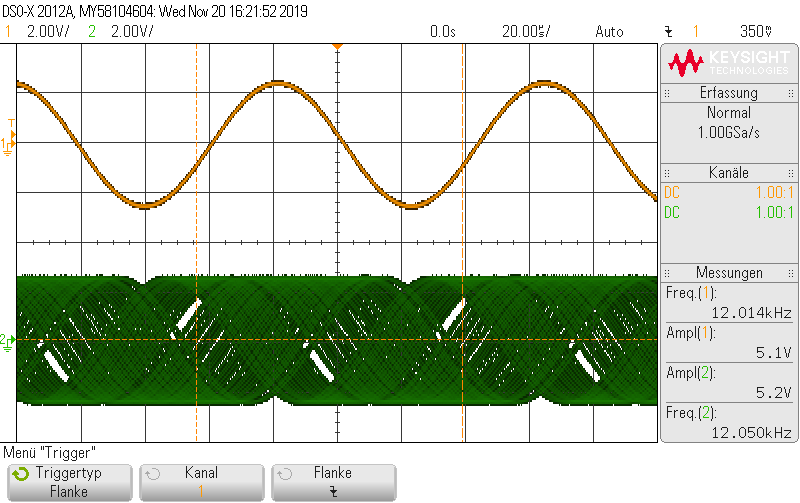 DSO-X 2012A, MY58104604: Wed Nov 20 16:21:52 2019
1 2.00V/ 2 2.00V/ 0.0s 20.00µs/ Auto 1 350mV
KEYSIGHT
TECHNOLOGIES
Erfassung
Normal
1.00GSa/s
Kanäle
DC 1.00:1
DC 1.00:1
Messungen
Freq.(1):
12.014kHz
Ampl(1):
5.1V
Ampl(2):
5.2V
Freq.(2):
12.050kHz
T
1
2
Menü "Trigger"
Triggertyp
Flanke
Kanal
1
Flanke